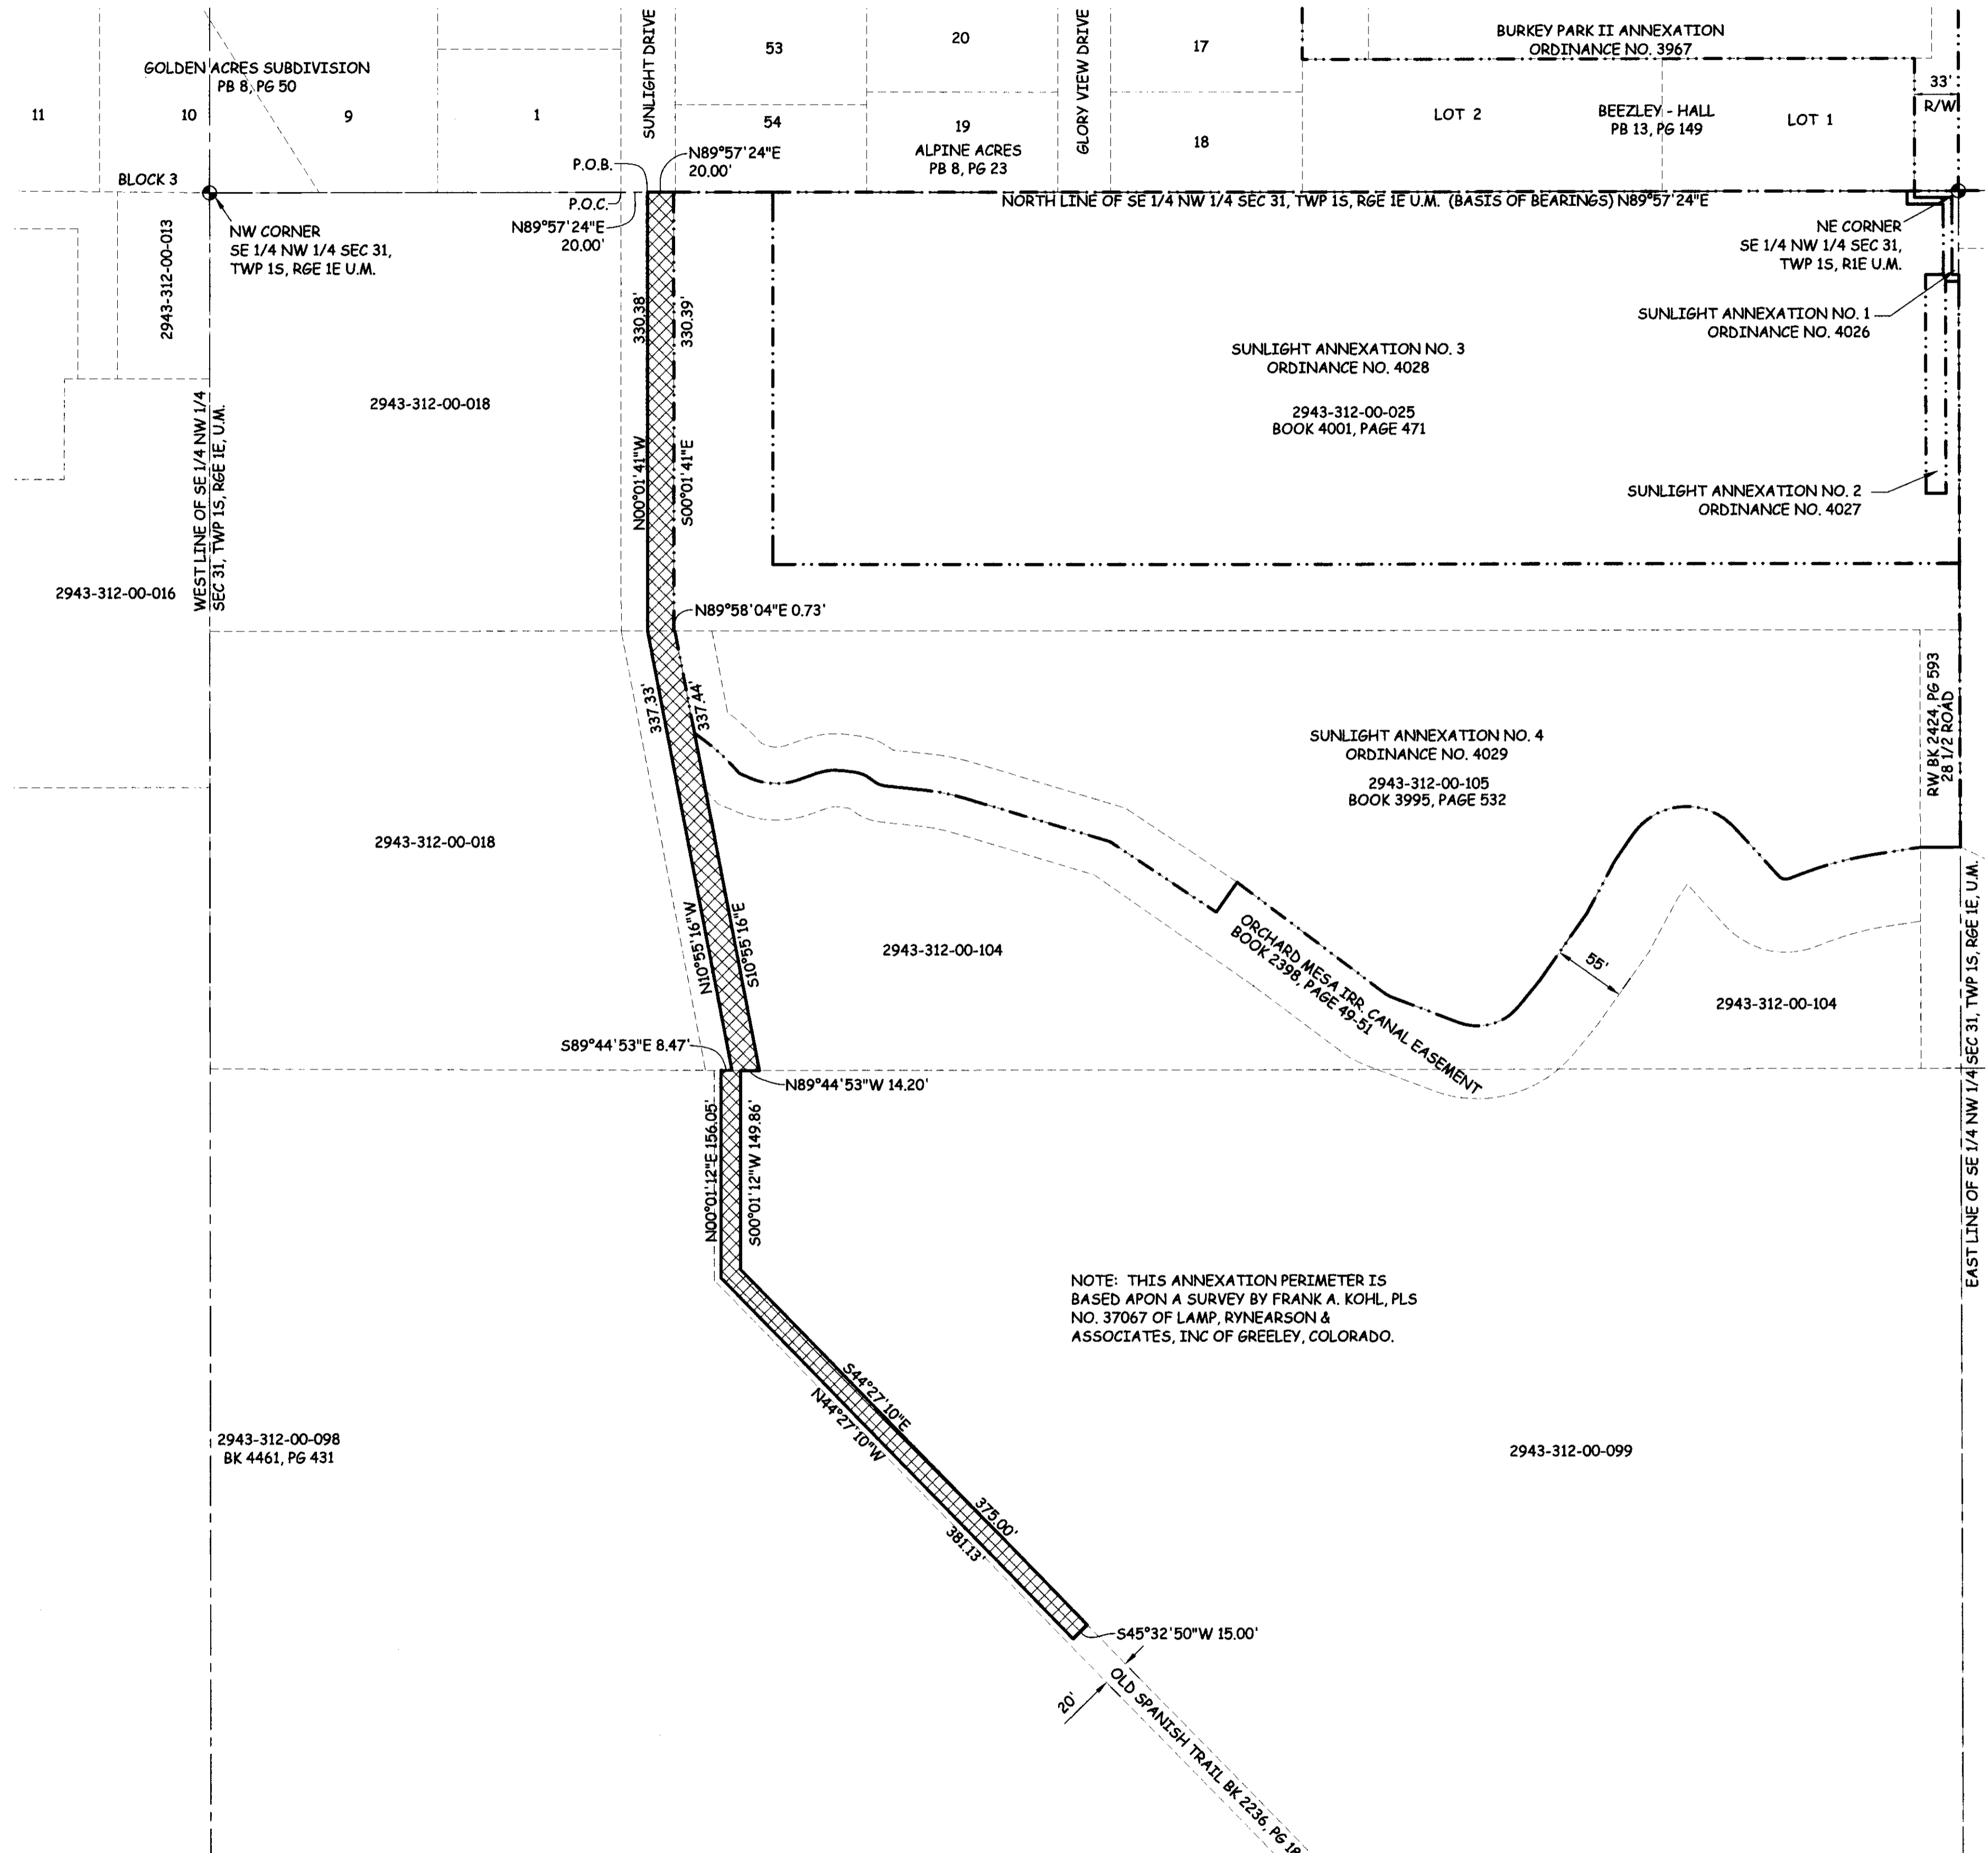 GOLDEN ACRES SUBDIVISION
PB 8, PG 50
11
10
9
1
SUNLIGHT DRIVE
53
54
20
19
ALPINE ACRES
PB 8, PG 23
GLORY VIEW DRIVE
17
18
BURKEY PARK II ANNEXATION
ORDINANCE NO. 3967
LOT 2
BEEZLEY - HALL
PB 13, PG 149
LOT 1
33'
R/W
BLOCK 3
P.O.B.
N89°57'24"E
20.00'
P.O.C.
N89°57'24"E
20.00'
NORTH LINE OF SE 1/4 NW 1/4 SEC 31, TWP 1S, RGE 1E U.M. (BASIS OF BEARINGS) N89°57'24"E
NW CORNER
SE 1/4 NW 1/4 SEC 31,
TWP 1S, RGE 1E U.M.
NE CORNER
SE 1/4 NW 1/4 SEC 31,
TWP 1S, R1E U.M.
2943-312-00-013
SUNLIGHT ANNEXATION NO. 1
ORDINANCE NO. 4026
330.38'
330.39'
SUNLIGHT ANNEXATION NO. 3
ORDINANCE NO. 4028
2943-312-00-025
BOOK 4001, PAGE 471
2943-312-00-018
WEST LINE OF SE 1/4 NW 1/4
SEC 31, TWP 1S, RGE 1E, U.M.
N00°01'41"W
S00°01'41"E
SUNLIGHT ANNEXATION NO. 2
ORDINANCE NO. 4027
2943-312-00-016
N89°58'04"E 0.73'
337.33'
337.44'
SUNLIGHT ANNEXATION NO. 4
ORDINANCE NO. 4029
2943-312-00-105
BOOK 3995, PAGE 532
RW BK 2424, PG 593
28 1/2 ROAD
2943-312-00-018
N10°55'16"W
S10°55'16"E
2943-312-00-104
ORCHARD MESA IRR. CANAL EASEMENT
BOOK 2398, PAGE 49-51
55'
2943-312-00-104
EAST LINE OF SE 1/4 NW 1/4 SEC 31, TWP 1S, RGE 1E, U.M.
S89°44'53"E 8.47'
N89°44'53"W 14.20'
N00°01'12"E 156.05'
S00°01'12"W 149.86'
NOTE: THIS ANNEXATION PERIMETER IS
BASED APON A SURVEY BY FRANK A. KOHL, PLS
NO. 37067 OF LAMP, RYNEARSON &
ASSOCIATES, INC OF GREELEY, COLORADO.
S44°27'10"E
N44°27'10"W
2943-312-00-098
BK 4461, PG 431
2943-312-00-099
375.00'
381.13'
S45°32'50"W 15.00'
20'
OLD SPANISH TRAIL BK 2236, PG